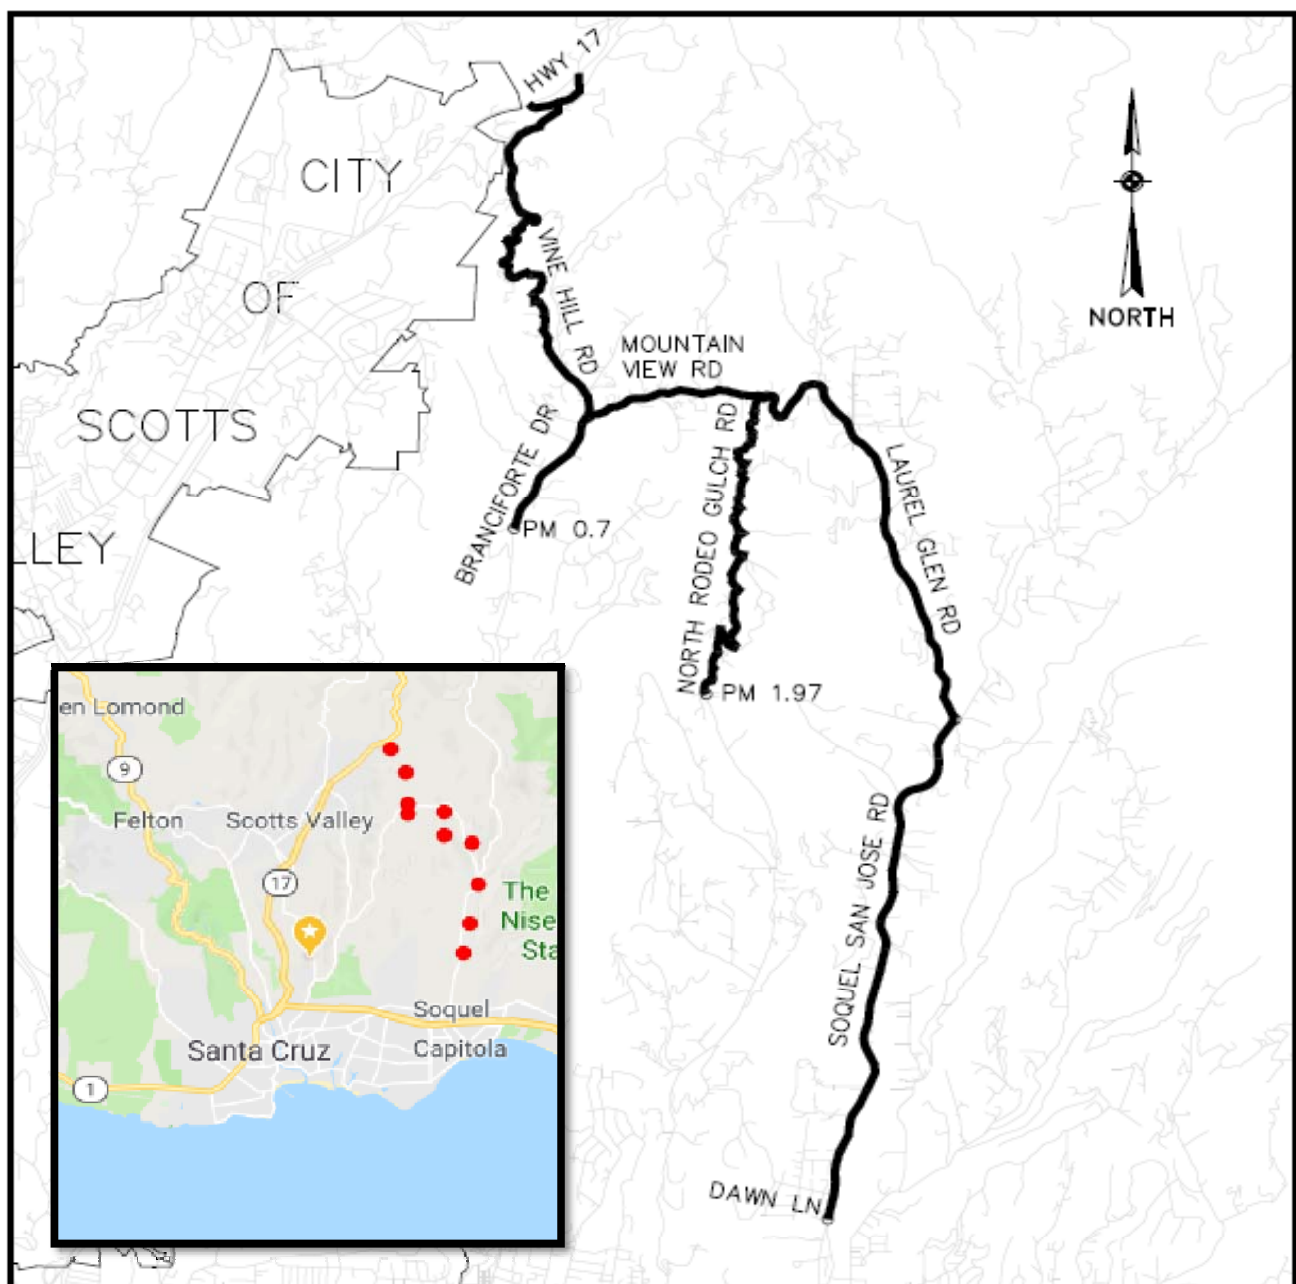 HWY 17
CITY
OF
SCOTTS
LLEY
VINE HILL RD
MOUNTAIN
VIEW RD
BRANCIFORTE DR
PM 0.7
NORTH RODEO GULCH RD
PM 1.97
LAUREL GLEN RD
SOQUEL SAN JOSE RD
DAWN LN
NORTH
en Lomond
9
Felton
Scotts Valley
17
The
Nise
Sta
Soquel
Capitola
Santa Cruz
1